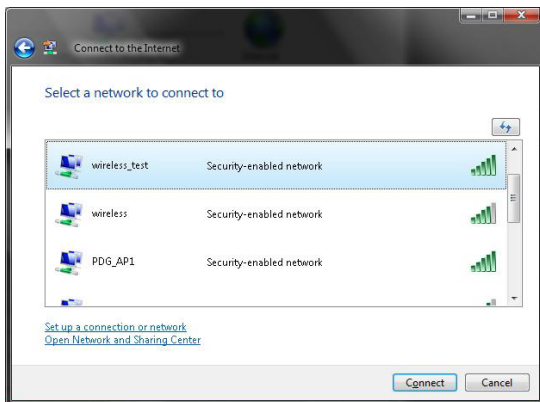 Connect to the Internet
Select a network to connect to
wireless_test Security-enabled network
wireless Security-enabled network
PDG_AP1 Security-enabled network
Set up a connection or network
Open Network and Sharing Center
Connect Cancel